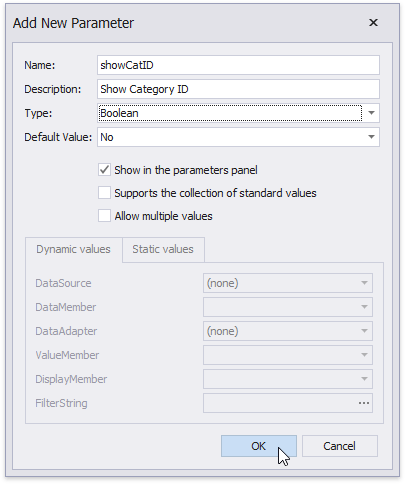 Add New Parameter
Name: showCatID
Description: Show Category ID
Type: Boolean
Default Value: No
Show in the parameters panel
Supports the collection of standard values
Allow multiple values
Dynamic values Static values
DataSource (none)
DataMember
DataAdapter (none)
ValueMember
DisplayMember
FilterString ...
OK Cancel